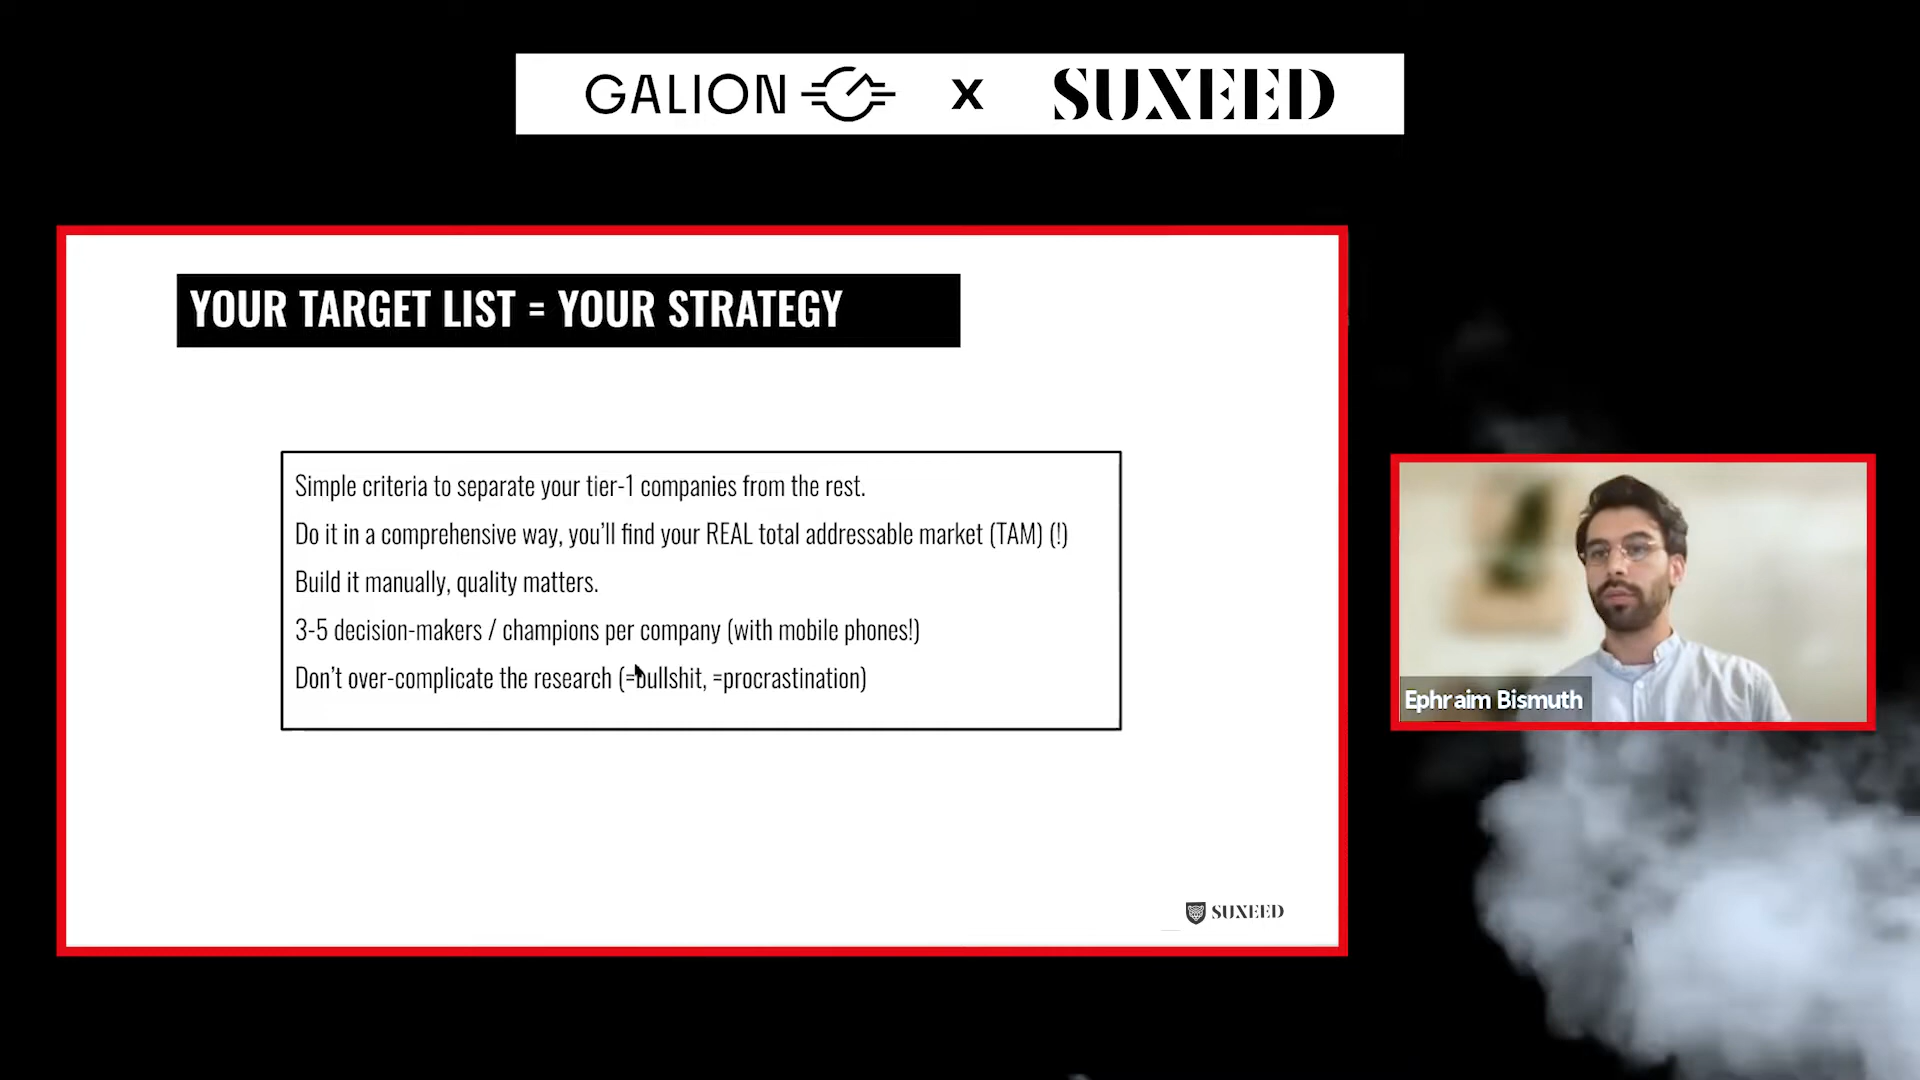 GALION x SUXEED
YOUR TARGET LIST = YOUR STRATEGY
Simple criteria to separate your tier-1 companies from the rest.
Do it in a comprehensive way, you'll find your REAL total addressable market (TAM) (!)
Build it manually, quality matters.
3-5 decision-makers / champions per company (with mobile phones!)
Don't over-complicate the research (=bullshit, =procrastination)
Ephraim Bismuth
SUXEED